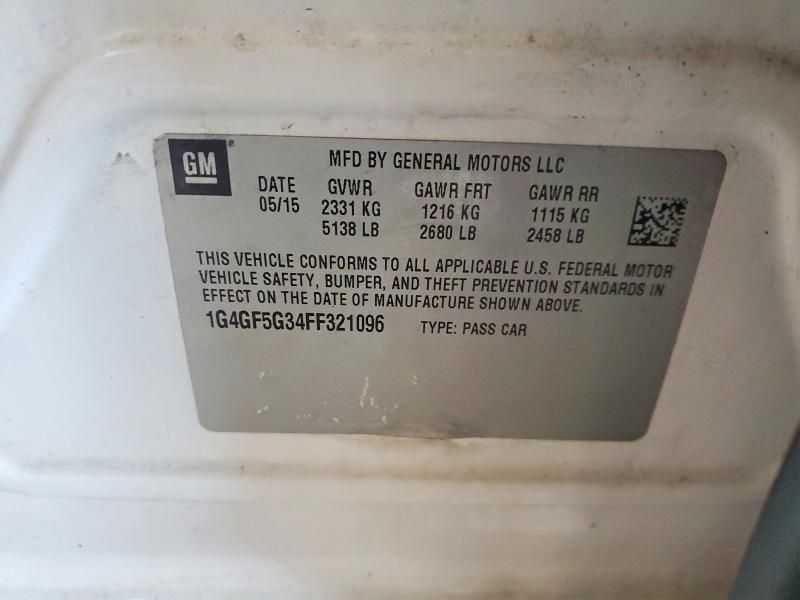 GM MFD BY GENERAL MOTORS LLC
DATE GVWR GAWR FRT GAWR RR
05/15 2331 KG 1216 KG 1115 KG
5138 LB 2680 LB 2458 LB
THIS VEHICLE CONFORMS TO ALL APPLICABLE U.S. FEDERAL MOTOR
VEHICLE SAFETY, BUMPER, AND THEFT PREVENTION STANDARDS IN
EFFECT ON THE DATE OF MANUFACTURE SHOWN ABOVE.
1G4GF5G34FF321096 TYPE: PASS CAR